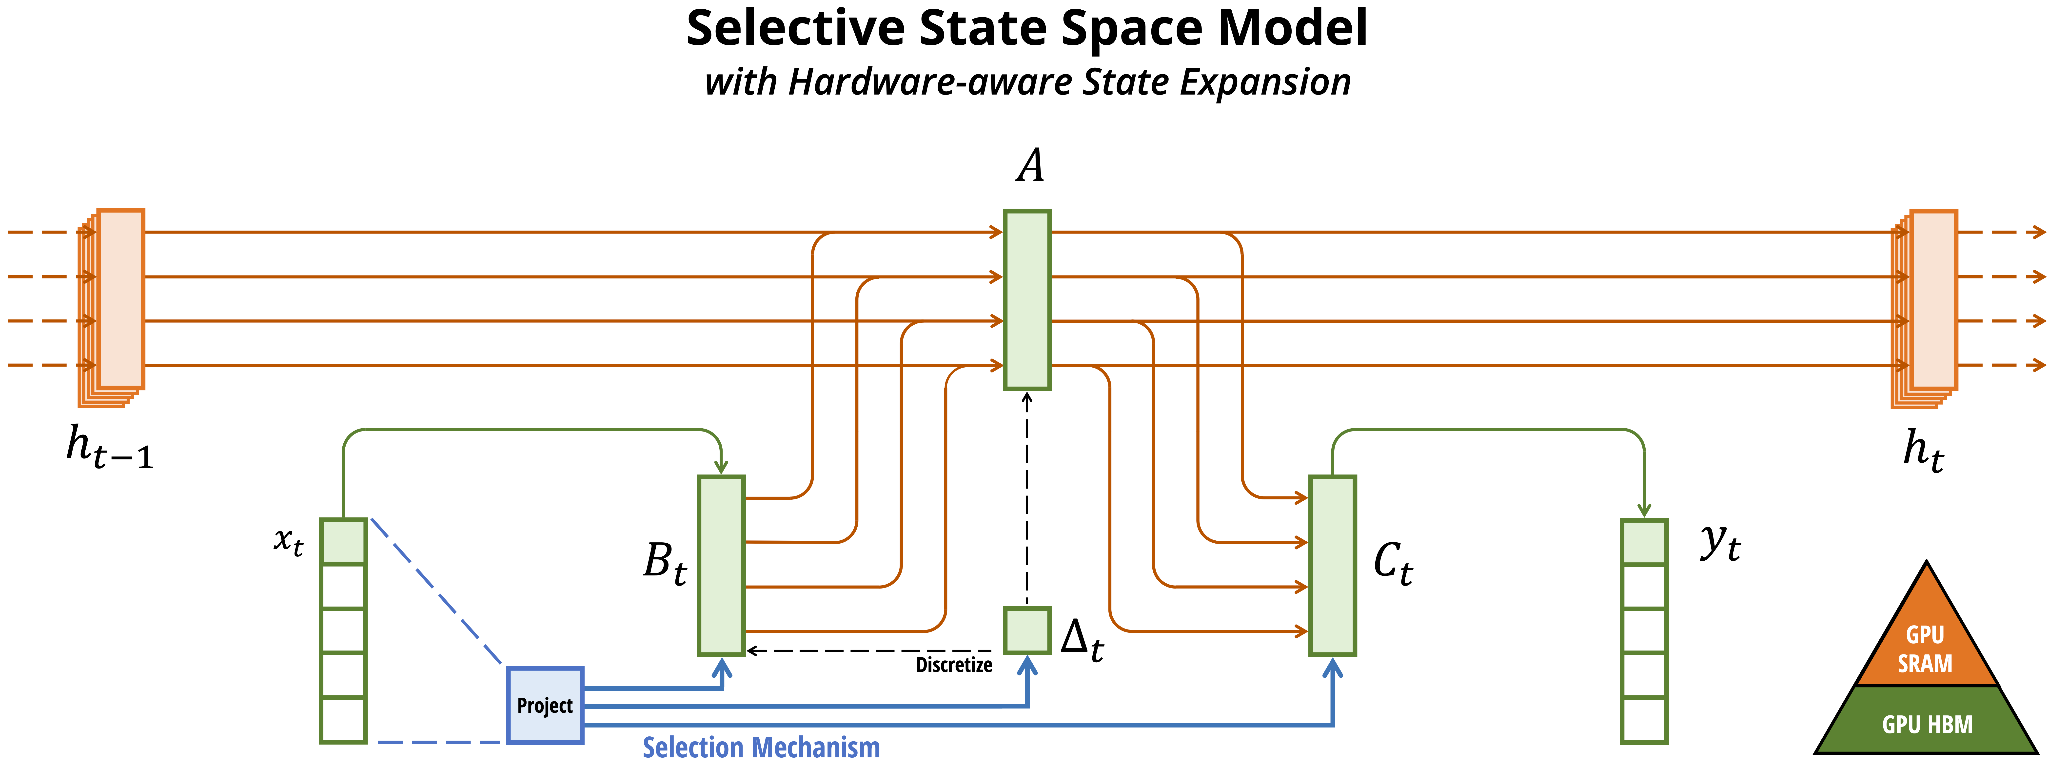 Selective State Space Model
with Hardware-aware State Expansion
A
h_{t-1}
h_t
x_t
B_t
C_t
y_t
Δ_t
Discretize
Project
Selection Mechanism
GPU
SRAM
GPU HBM